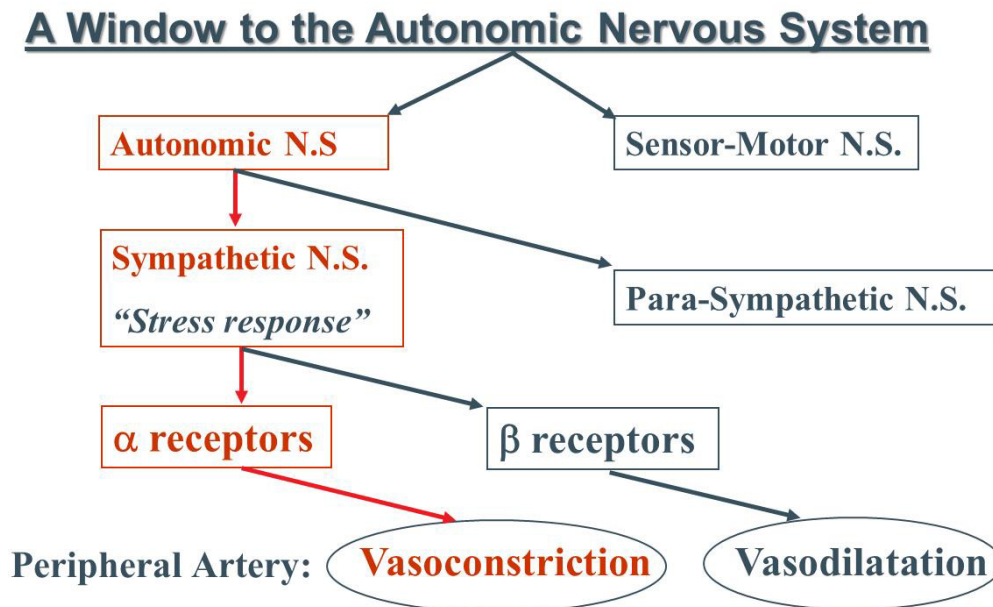 A Window to the Autonomic Nervous System
Autonomic N.S
Sensor-Motor N.S.
Sympathetic N.S.
“Stress response”
Para-Sympathetic N.S.
α receptors
β receptors
Peripheral Artery:
Vasoconstriction
Vasodilatation